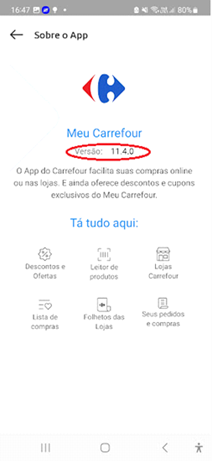 16:47
80%
Sobre o App
Meu Carrefour
Versão: 11.4.0
O App do Carrefour facilita suas compras online
ou nas lojas. E ainda oferece descontos e cupons
exclusivos do Meu Carrefour.
Tá tudo aqui:
Descontos e
Ofertas
Leitor de
produtos
Lojas
Carrefour
Lista de
compras
Folhetos das
Lojas
Seus pedidos
e compras